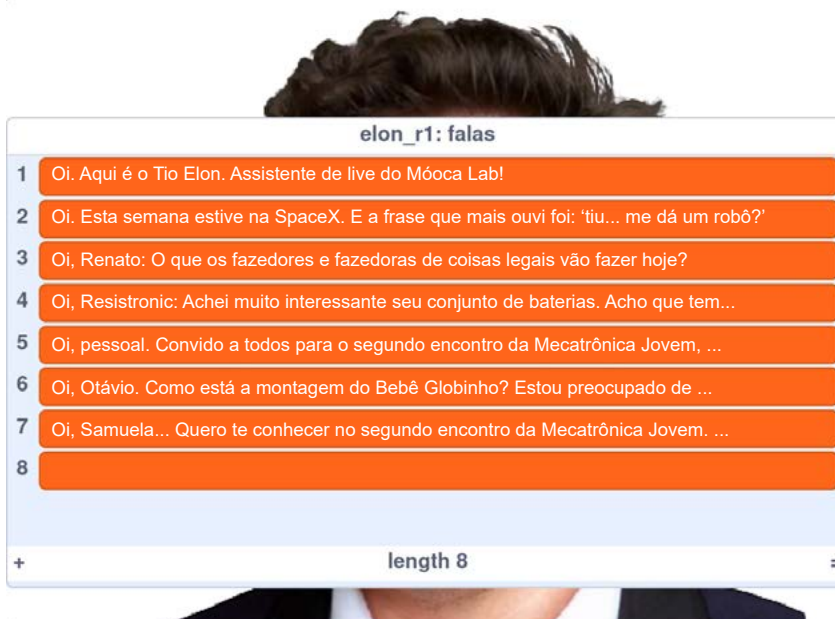 elon_r1: falas
1 Oi. Aqui é o Tio Elon. Assistente de live do Móoca Lab!
2 Oi. Esta semana estive na SpaceX. E a frase que mais ouvi foi: ‘tiu... me dá um robô?’
3 Oi, Renato: O que os fazedores e fazedoras de coisas legais vão fazer hoje?
4 Oi, Resistronic: Achei muito interessante seu conjunto de baterias. Acho que tem...
5 Oi, pessoal. Convido a todos para o segundo encontro da Mecatrônica Jovem, ...
6 Oi, Otávio. Como está a montagem do Bebê Globinho? Estou preocupado de ...
7 Oi, Samuela... Quero te conhecer no segundo encontro da Mecatrônica Jovem. ...
8
+ length 8 =